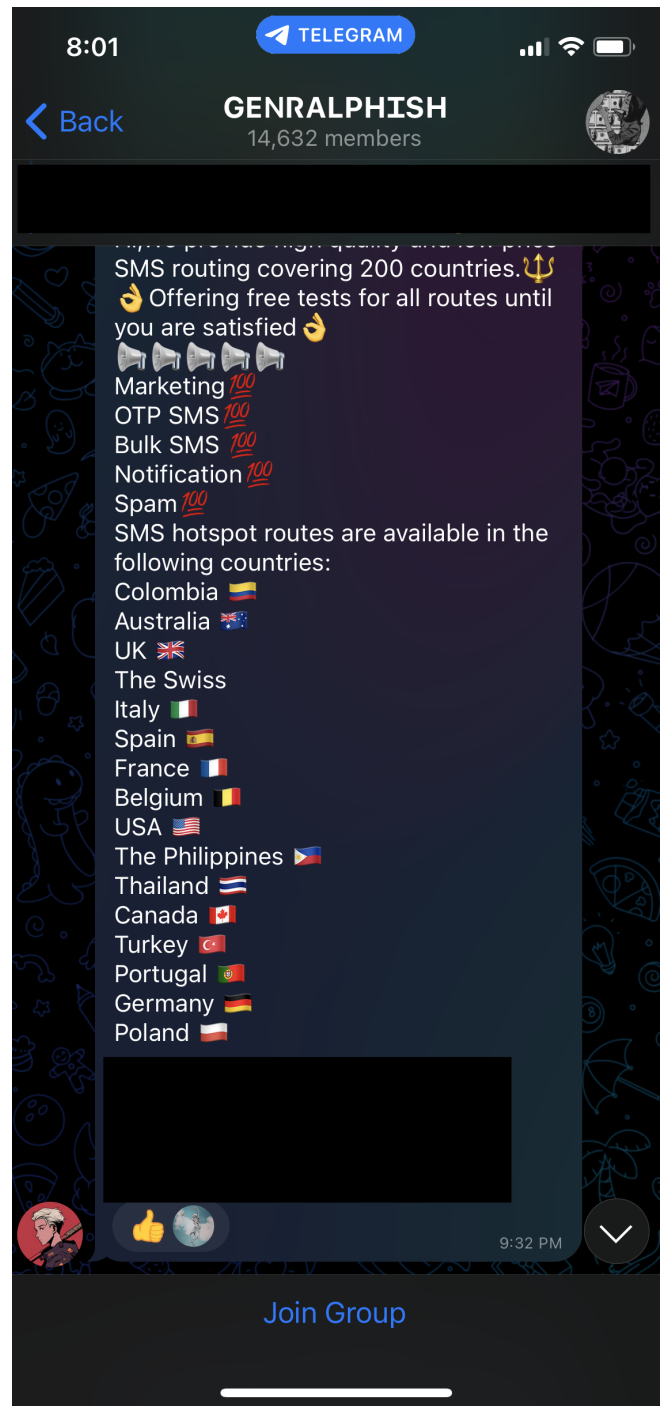 8:01
TELEGRAM
Back
GENRALPHISH
14,632 members
SMS routing covering 200 countries.🔱
👌Offering free tests for all routes until
you are satisfied👌
📢📢📢📢📢
Marketing💯
OTP SMS💯
Bulk SMS 💯
Notification💯
Spam💯
SMS hotspot routes are available in the
following countries:
Colombia 🇨🇴
Australia 🇦🇺
UK 🇬🇧
The Swiss
Italy 🇮🇹
Spain 🇪🇸
France 🇫🇷
Belgium 🇧🇪
USA 🇺🇸
The Philippines 🇵🇭
Thailand 🇹🇭
Canada 🇨🇦
Turkey 🇹🇷
Portugal 🇵🇹
Germany 🇩🇪
Poland 🇵🇱
👍
9:32 PM
Join Group